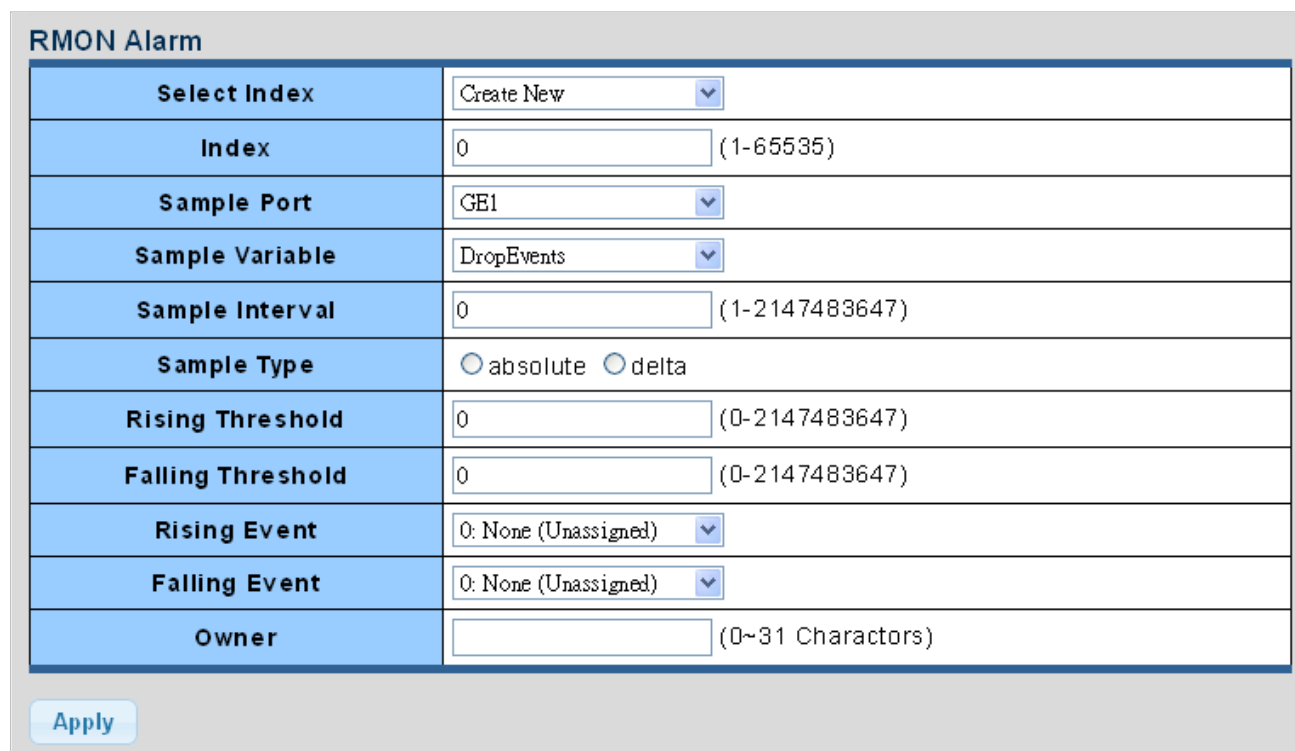 RMON Alarm
Select Index Create New
Index 0 (1-65535)
Sample Port GE1
Sample Variable DropEvents
Sample Interval 0 (1-2147483647)
Sample Type absolute delta
Rising Threshold 0 (0-2147483647)
Falling Threshold 0 (0-2147483647)
Rising Event 0: None (Unassigned)
Falling Event 0: None (Unassigned)
Owner (0~31 Charactors)
Apply